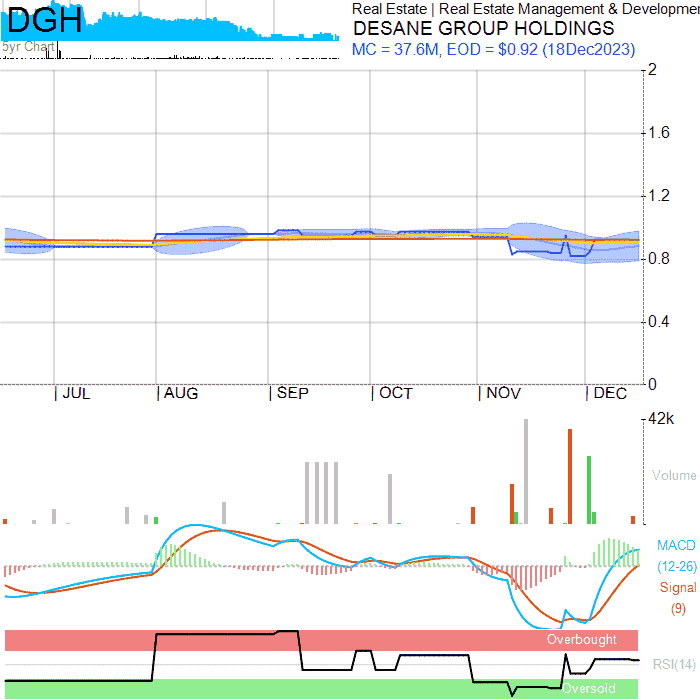 DGH
5yr Chart
Real Estate | Real Estate Management & Developmen
DESANE GROUP HOLDINGS
MC = 37.6M, EOD = $0.92 (18Dec2023)
2
1.6
1.2
0.8
0.4
0
| JUL | AUG | SEP | OCT | NOV | DEC
42k
Volume
MACD
(12-26)
Signal
(9)
Overbought
RSI(14)
Oversold